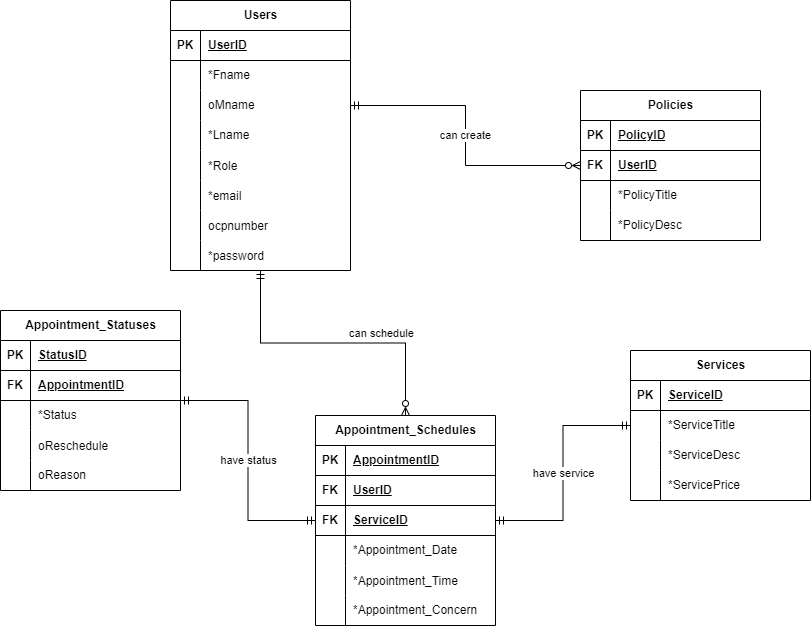 Users
PK UserID
*Fname
oMname
*Lname
*Role
*email
ocpnumber
*password
can create
Policies
PK PolicyID
FK UserID
*PolicyTitle
*PolicyDesc
can schedule
Appointment_Statuses
PK StatusID
FK AppointmentID
*Status
oReschedule
oReason
have status
Appointment_Schedules
PK AppointmentID
FK UserID
FK ServiceID
*Appointment_Date
*Appointment_Time
*Appointment_Concern
have service
Services
PK ServiceID
*ServiceTitle
*ServiceDesc
*ServicePrice